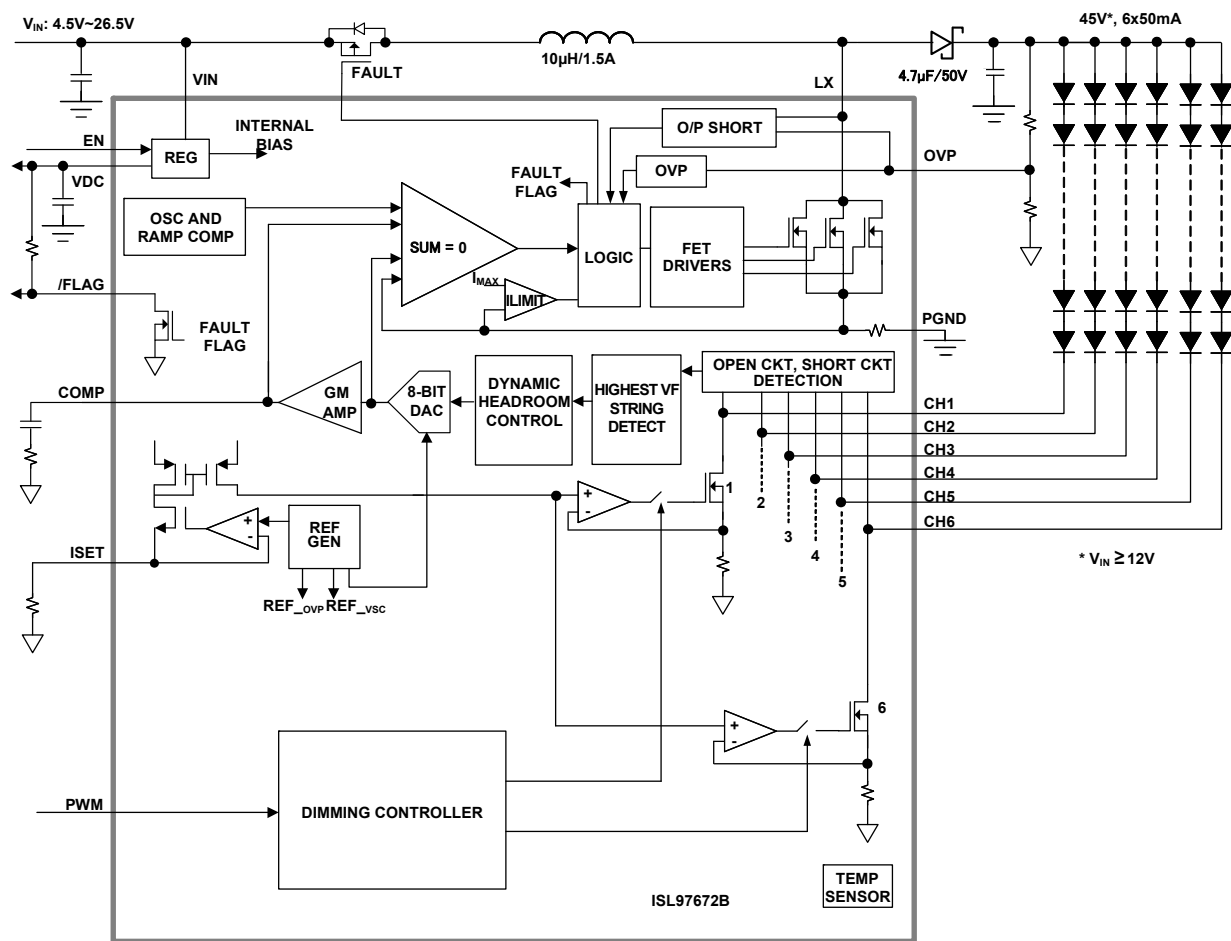 V_IN: 4.5V~26.5V
45V*, 6x50mA
10µH/1.5A
4.7µF/50V
FAULT
VIN
LX
EN
INTERNAL
BIAS
REG
VDC
O/P SHORT
OVP
OVP
FAULT
FLAG
OSC AND
RAMP COMP
SUM = 0
LOGIC
FET
DRIVERS
I_MAX
ILIMIT
/FLAG
FAULT
FLAG
PGND
OPEN CKT, SHORT CKT
DETECTION
COMP
GM
AMP
8-BIT
DAC
DYNAMIC
HEADROOM
CONTROL
HIGHEST VF
STRING
DETECT
CH1
CH2
CH3
CH4
CH5
CH6
1
2
3
4
5
+
-
+
-
REF
GEN
ISET
REF_OVP
REF_VSC
* V_IN ≥ 12V
6
+
-
PWM
DIMMING CONTROLLER
TEMP
SENSOR
ISL97672B